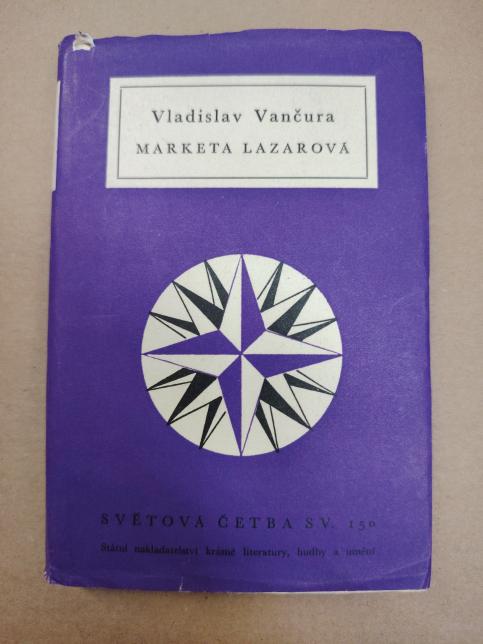 Vladislav Vančura
MARKETA LAZAROVÁ
SVĚTOVÁ ČETBA SV. 150
Státní nakladatelství krásné literatury, hudby a umění